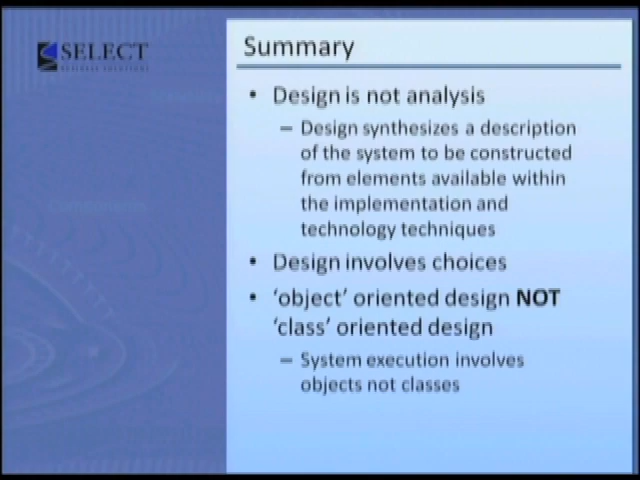 SELECT
Summary
• Design is not analysis
– Design synthesizes a description
of the system to be constructed
from elements available within
the implementation and
technology techniques
• Design involves choices
• ‘object’ oriented design NOT
‘class’ oriented design
– System execution involves
objects not classes